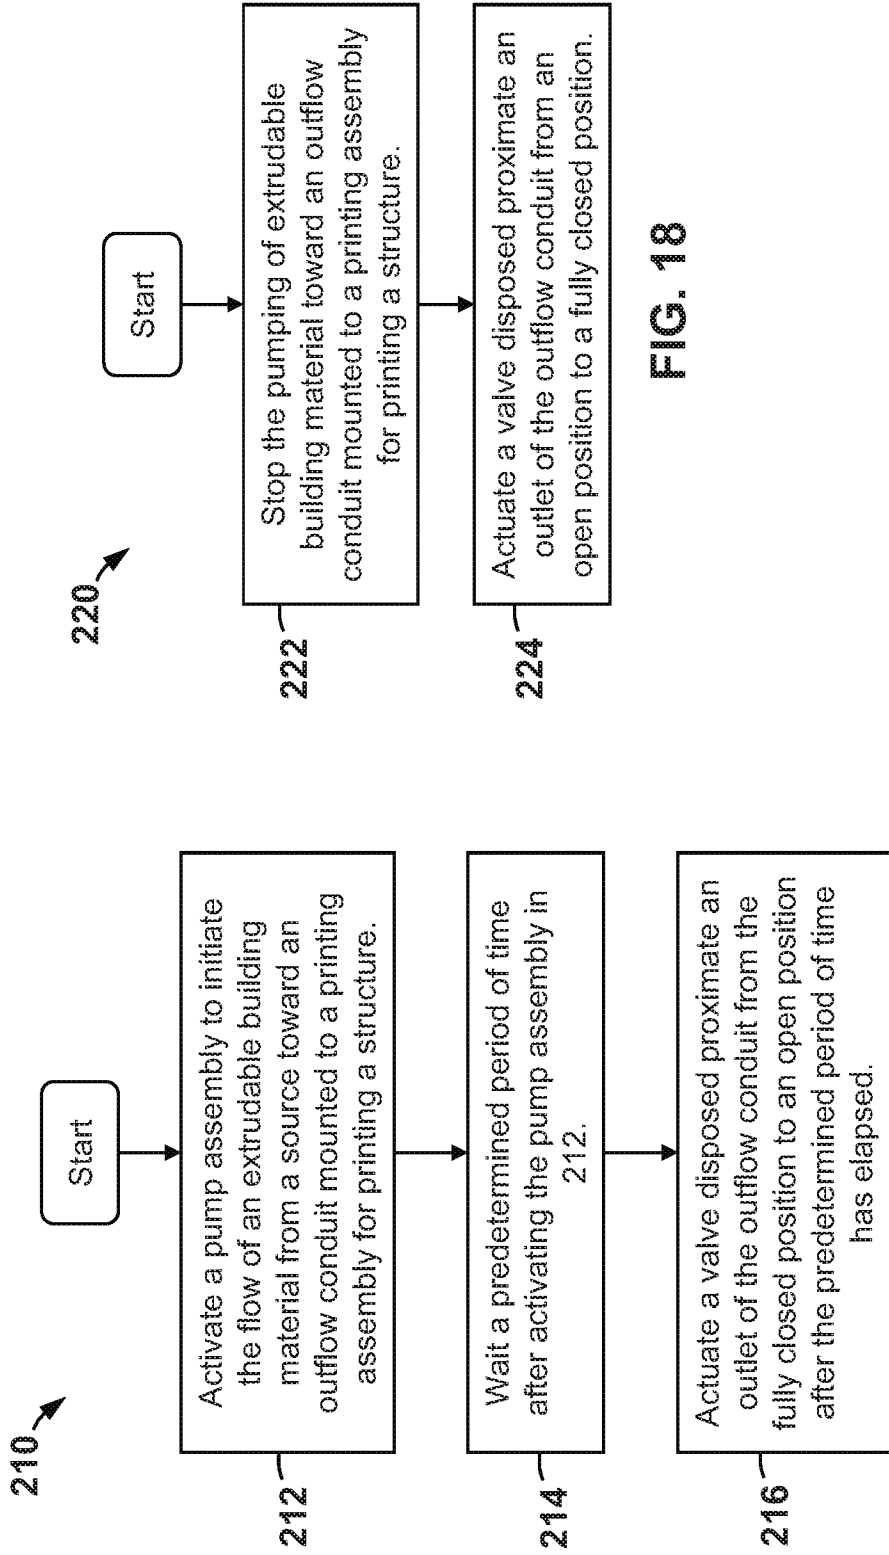 210
Start
212
Activate a pump assembly to initiate
the flow of an extrudable building
material from a source toward an
outflow conduit mounted to a printing
assembly for printing a structure.
214
Wait a predetermined period of time
after activating the pump assembly in
212.
216
Actuate a valve disposed proximate an
outlet of the outflow conduit from the
fully closed position to an open position
after the predetermined period of time
has elapsed.
220
Start
222
Stop the pumping of extrudable
building material toward an outflow
conduit mounted to a printing assembly
for printing a structure.
224
Actuate a valve disposed proximate an
outlet of the outflow conduit from an
open position to a fully closed position.
FIG. 18